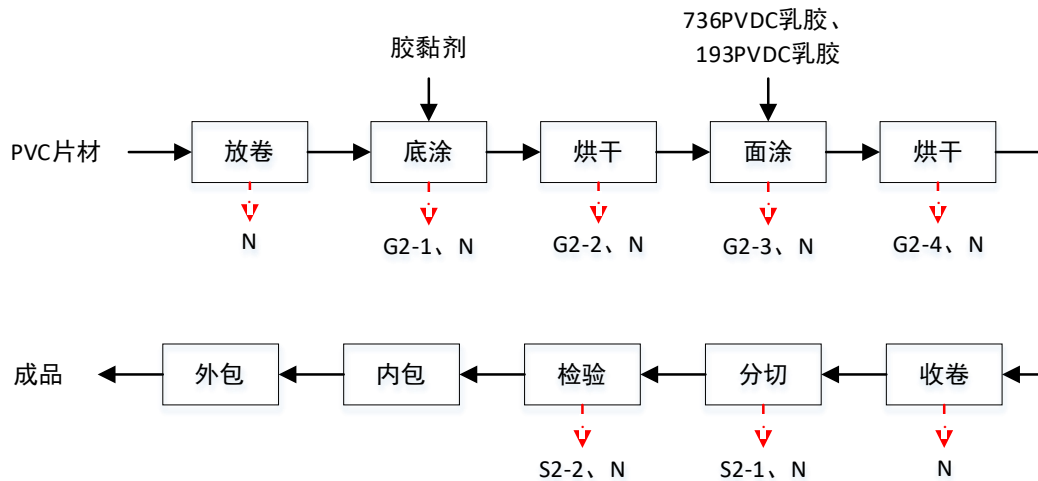 736PVDC乳胶、
193PVDC乳胶
胶黏剂
PVC片材
放卷
底涂
烘干
面涂
烘干
N
G2-1、N
G2-2、N
G2-3、N
G2-4、N
成品
外包
内包
检验
分切
收卷
S2-2、N
S2-1、N
N